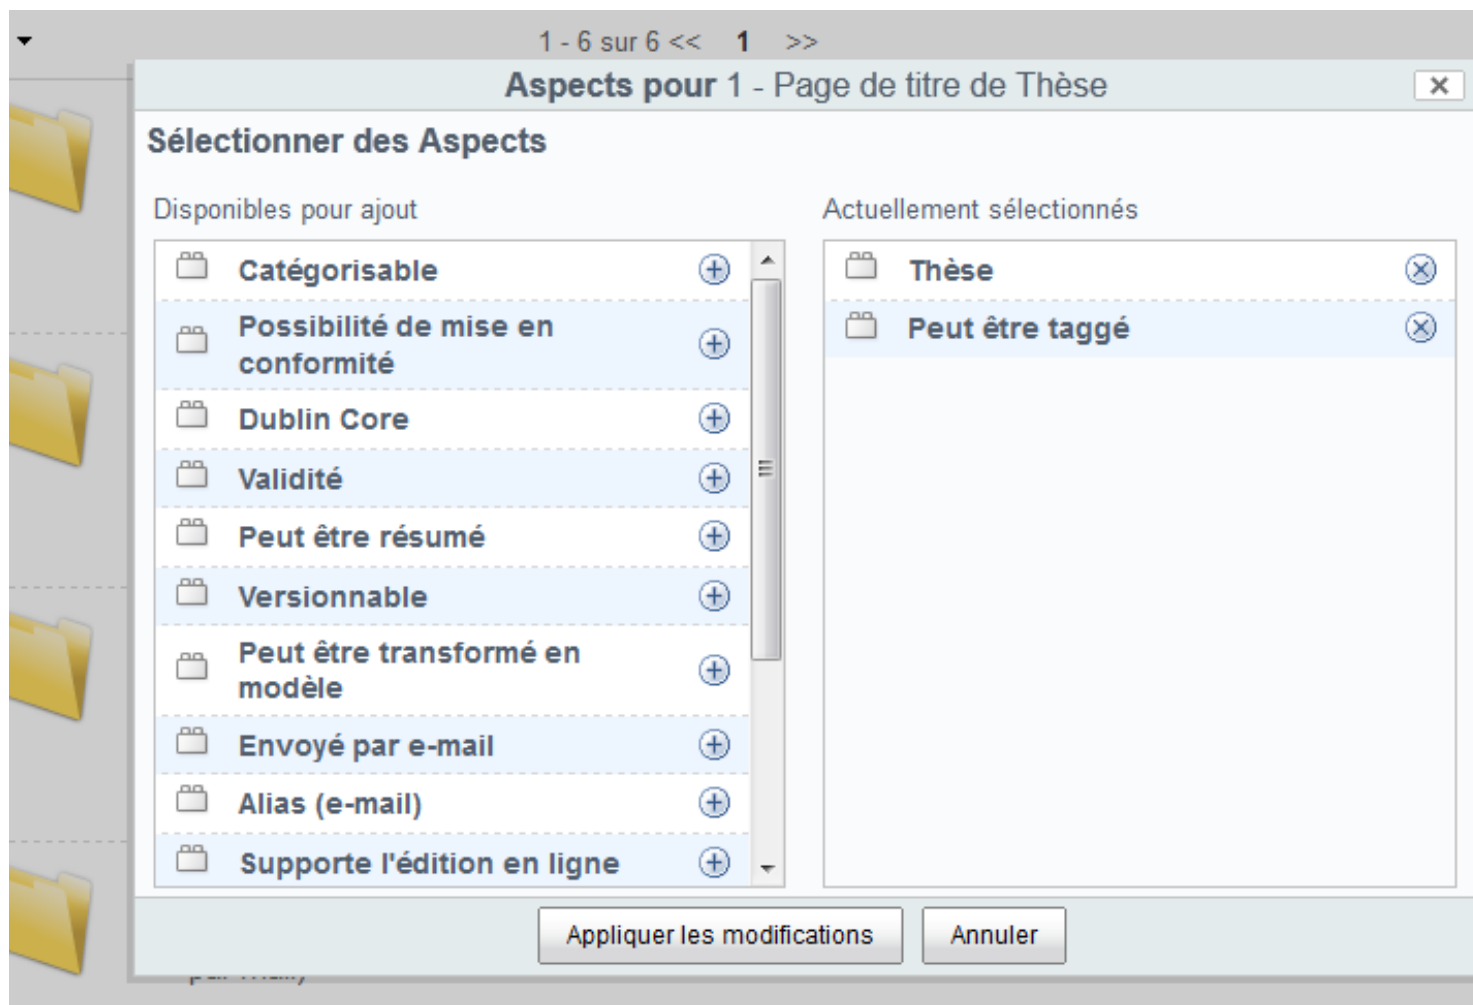 1 - 6 sur 6 << 1 >>
Aspects pour 1 - Page de titre de Thèse
Sélectionner des Aspects
Disponibles pour ajout
Actuellement sélectionnés
Catégorisable
Possibilité de mise en
conformité
Dublin Core
Validité
Peut être résumé
Versionnable
Peut être transformé en
modèle
Envoyé par e-mail
Alias (e-mail)
Supporte l'édition en ligne
Thèse
Peut être taggé
Appliquer les modifications
Annuler